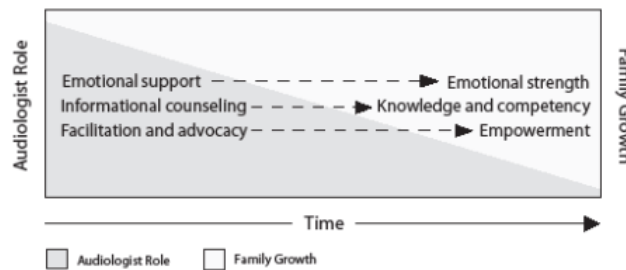 Audiologist Role
Emotional support
Emotional strength
Informational counseling
Knowledge and competency
Facilitation and advocacy
Empowerment
Family Growth
Time
Audiologist Role
Family Growth